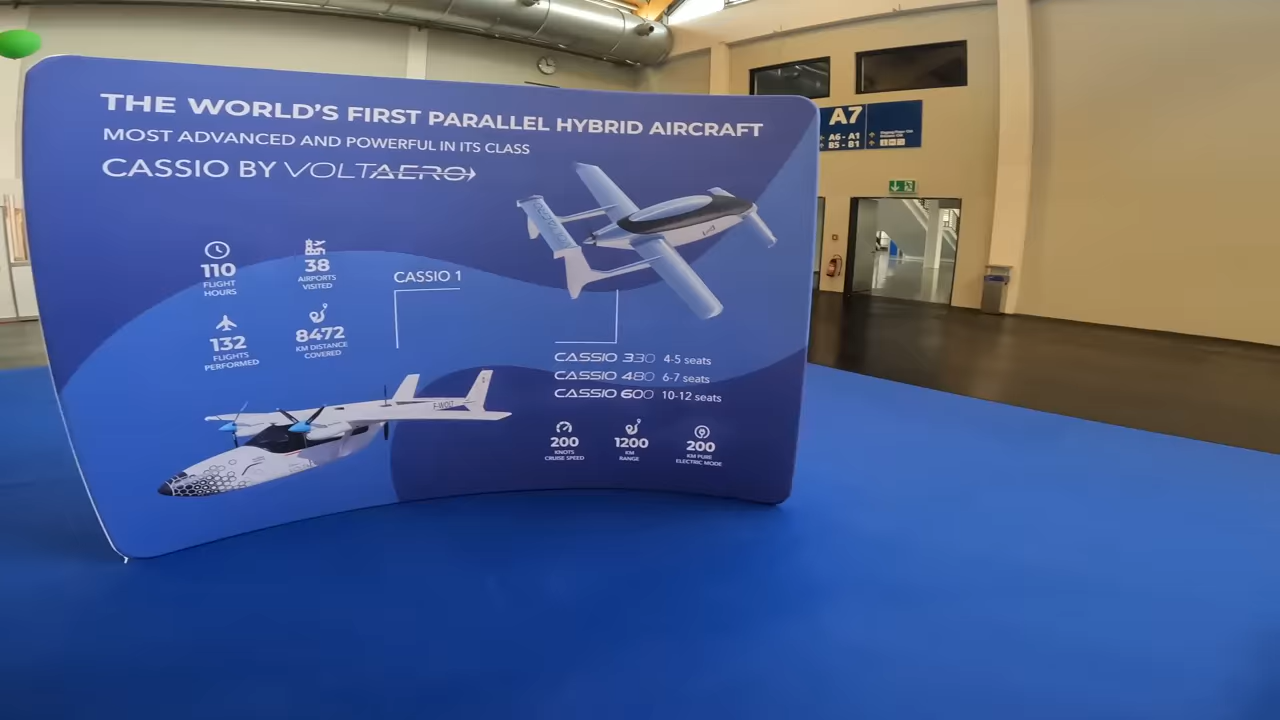 THE WORLD'S FIRST PARALLEL HYBRID AIRCRAFT
MOST ADVANCED AND POWERFUL IN ITS CLASS
CASSIO BY VOLTAERO
110
FLIGHT
HOURS
38
AIRPORTS
VISITED
132
FLIGHTS
PERFORMED
8472
KM DISTANCE
COVERED
CASSIO 1
CASSIO 330 4-5 seats
CASSIO 480 6-7 seats
CASSIO 600 10-12 seats
200
KNOTS
CRUISE SPEED
1200
KM
RANGE
200
KM PURE
ELECTRIC MODE
A7
A6 - A1
B5 - B1